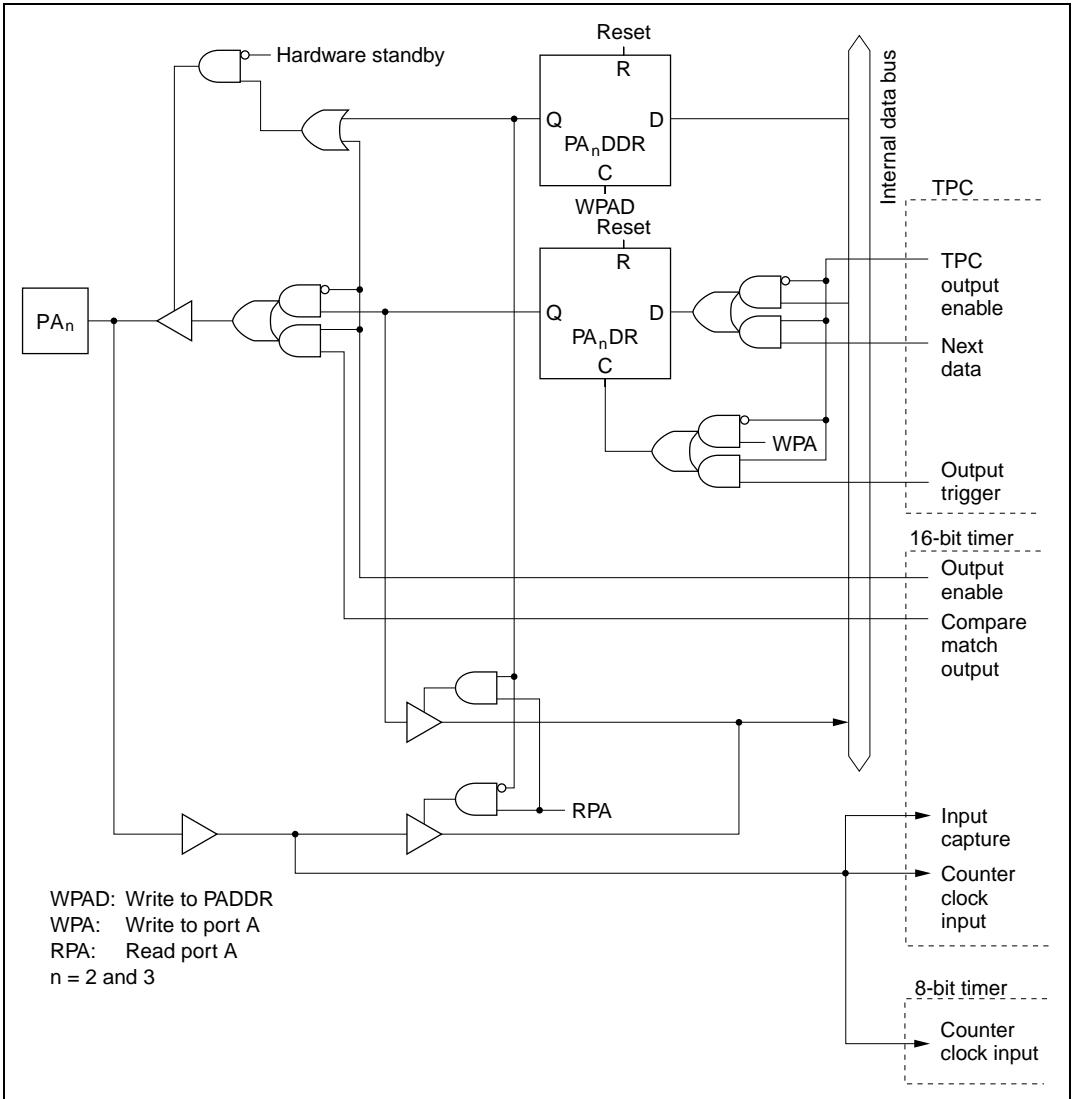 Reset
Hardware standby
R
Q
D
PAnDDR
C
WPAD
Internal data bus
TPC
Reset
R
TPC
output
enable
PAn
Q
D
PAnDR
C
Next
data
WPA
Output
trigger
16-bit timer
Output
enable
Compare
match
output
RPA
Input
capture
Counter
clock
input
WPAD: Write to PADDR
WPA: Write to port A
RPA: Read port A
n = 2 and 3
8-bit timer
Counter
clock input